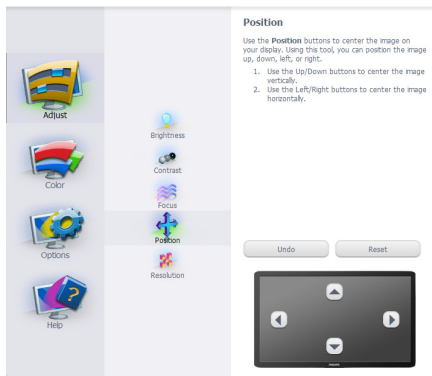 Adjust
Color
Options
Help
Brightness
Contrast
Focus
Position
Resolution
Position
Use the Position buttons to center the image on
your display. Using this tool, you can position the image
up, down, left, or right.
1. Use the Up/Down buttons to center the image
vertically.
2. Use the Left/Right buttons to center the image
horizontally.
Undo
Reset
PHILIPS